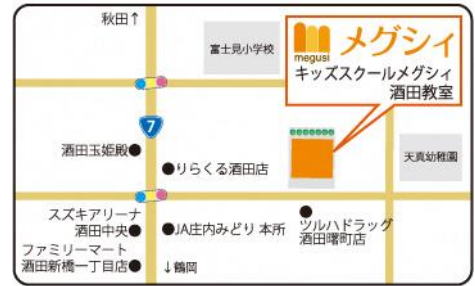 秋田↑
富士見小学校
megusi
メグシィ
キッズスクールメグシィ
酒田教室
7
酒田玉姫殿
りらくる酒田店
天真幼稚園
スズキアリーナ
酒田中央
JA庄内みどり 本所
ツルハドラッグ
酒田曙町店
ファミリーマート
酒田新橋一丁目店
↓鶴岡